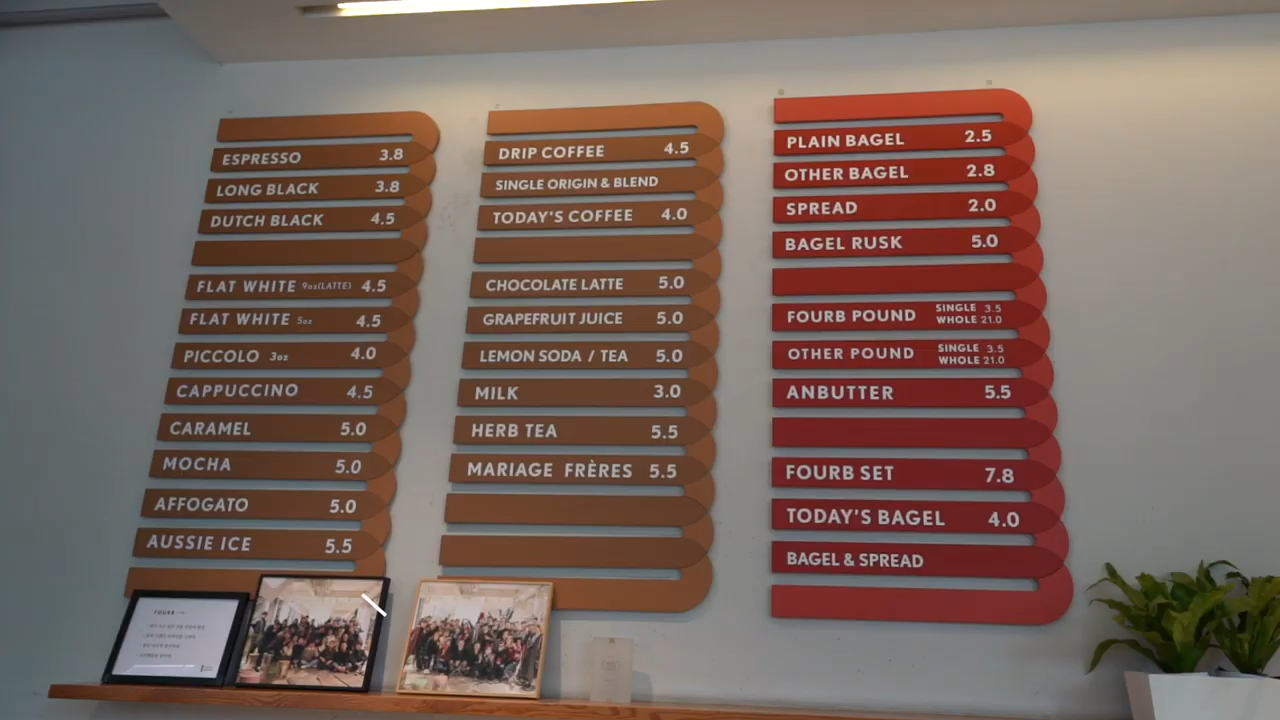 ESPRESSO 3.8
LONG BLACK 3.8
DUTCH BLACK 4.5
FLAT WHITE 9oz(LATTE) 4.5
FLAT WHITE 5oz 4.5
PICCOLO 3oz 4.0
CAPPUCCINO 4.5
CARAMEL 5.0
MOCHA 5.0
AFFOGATO 5.0
AUSSIE ICE 5.5
DRIP COFFEE 4.5
SINGLE ORIGIN & BLEND
TODAY'S COFFEE 4.0
CHOCOLATE LATTE 5.0
GRAPEFRUIT JUICE 5.0
LEMON SODA / TEA 5.0
MILK 3.0
HERB TEA 5.5
MARIAGE FRÈRES 5.5
PLAIN BAGEL 2.5
OTHER BAGEL 2.8
SPREAD 2.0
BAGEL RUSK 5.0
FOURB POUND SINGLE 3.5
WHOLE 21.0
OTHER POUND SINGLE 3.5
WHOLE 21.0
ANBUTTER 5.5
FOURB SET 7.8
TODAY'S BAGEL 4.0
BAGEL & SPREAD
FOURB